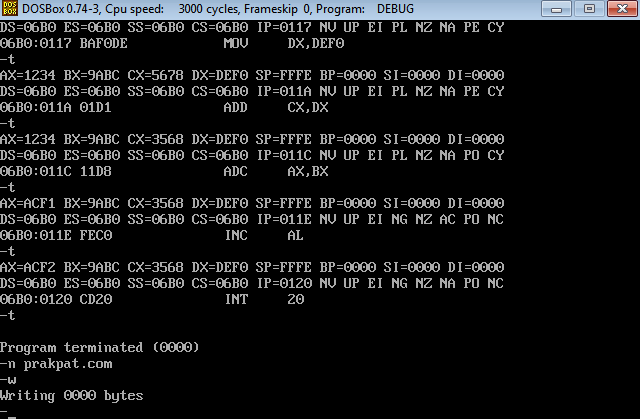 DOS BOX DOSBox 0.74-3, Cpu speed: 3000 cycles, Frameskip 0, Program: DEBUG
DS=06B0 ES=06B0 SS=06B0 CS=06B0 IP=0117 NV UP EI PL NZ NA PE CY
06B0:0117 BAF0DE MOV DX,DEF0
-t
AX=1234 BX=9ABC CX=5678 DX=DEF0 SP=FFFE BP=0000 SI=0000 DI=0000
DS=06B0 ES=06B0 SS=06B0 CS=06B0 IP=011A NV UP EI PL NZ NA PE CY
06B0:011A 01D1 ADD CX,DX
-t
AX=1234 BX=9ABC CX=3568 DX=DEF0 SP=FFFE BP=0000 SI=0000 DI=0000
DS=06B0 ES=06B0 SS=06B0 CS=06B0 IP=011C NV UP EI PL NZ NA PO CY
06B0:011C 11D8 ADC AX,BX
-t
AX=ACF1 BX=9ABC CX=3568 DX=DEF0 SP=FFFE BP=0000 SI=0000 DI=0000
DS=06B0 ES=06B0 SS=06B0 CS=06B0 IP=011E NV UP EI NG NZ AC PO NC
06B0:011E FEC0 INC AL
-t
AX=ACF2 BX=9ABC CX=3568 DX=DEF0 SP=FFFE BP=0000 SI=0000 DI=0000
DS=06B0 ES=06B0 SS=06B0 CS=06B0 IP=0120 NV UP EI NG NZ NA PO NC
06B0:0120 CD20 INT 20
-t
Program terminated (0000)
-n prakpat.com
-w
Writing 0000 bytes
-_